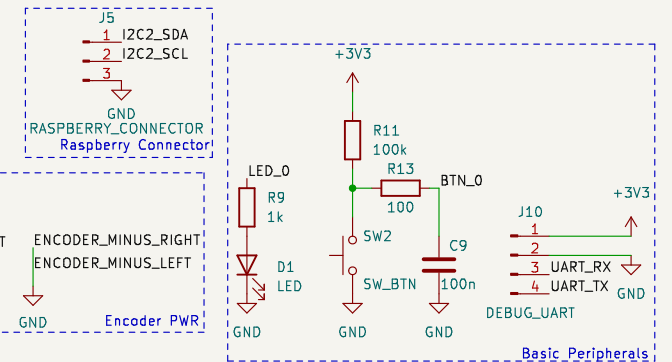 J5
1 I2C2_SDA
2 I2C2_SCL
3
GND
RASPBERRY_CONNECTOR
Raspberry Connector
ENCODER_MINUS_RIGHT
ENCODER_MINUS_LEFT
GND
Encoder PWR
+3V3
R11
100k
R13
100
BTN_0
LED_0
R9
1k
D1
LED
GND
SW2
SW_BTN
GND
C9
100n
GND
+3V3
J10
1
2
3 UART_RX
4 UART_TX
GND
DEBUG_UART
Basic Peripherals